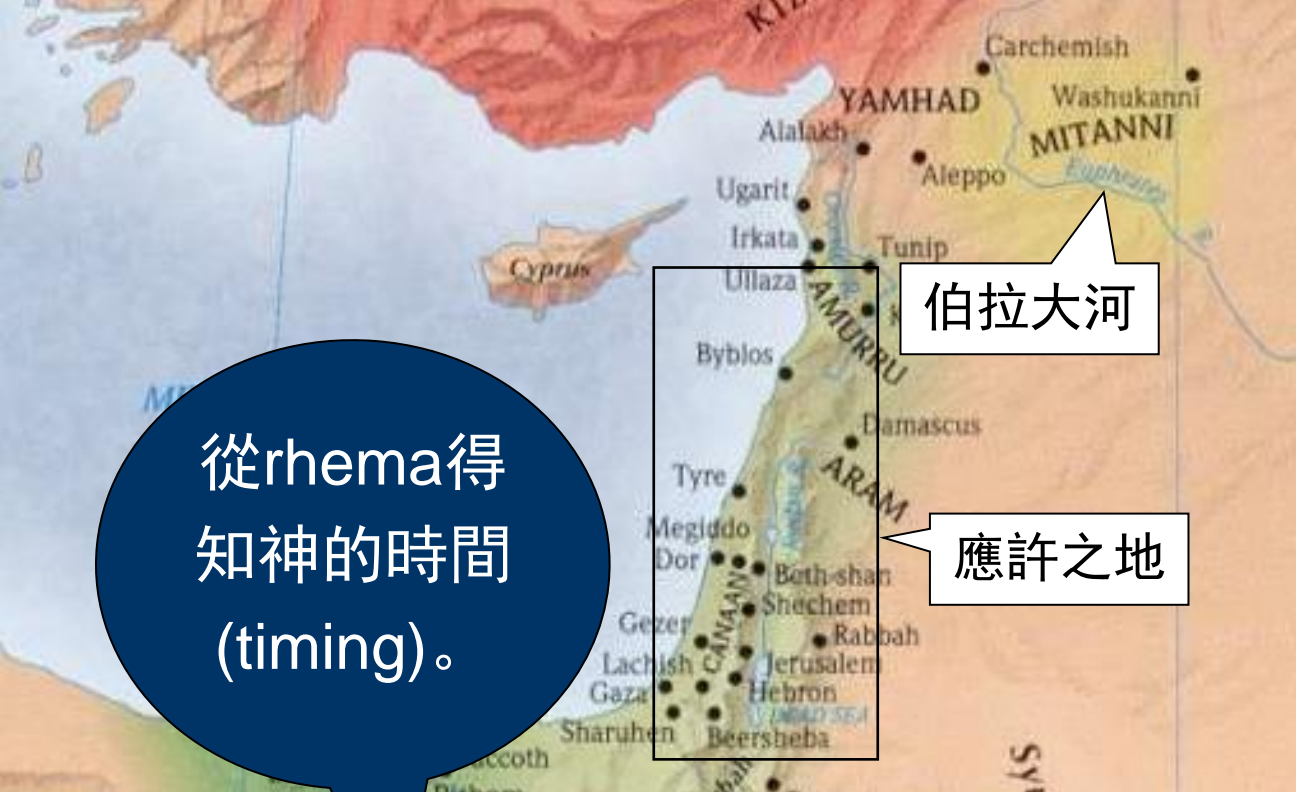 Carchemish
YAMHAD
Washukanni
MITANNI
Alalakh
Aleppo
Euphrates
Ugarit
Irkata
Tunip
Cyprus
Ullaza
AMURRU
伯拉大河
Byblos
Damascus
ARAM
Tyre
從rhema得
知神的時間
(timing)。
Megiddo
Dor
Beth-shan
應許之地
Shechem
CANAAN
Gezer
Rabbah
Lachish
Jerusalem
Gaza
Hebron
DEAD SEA
Sharuhen
Beersheba